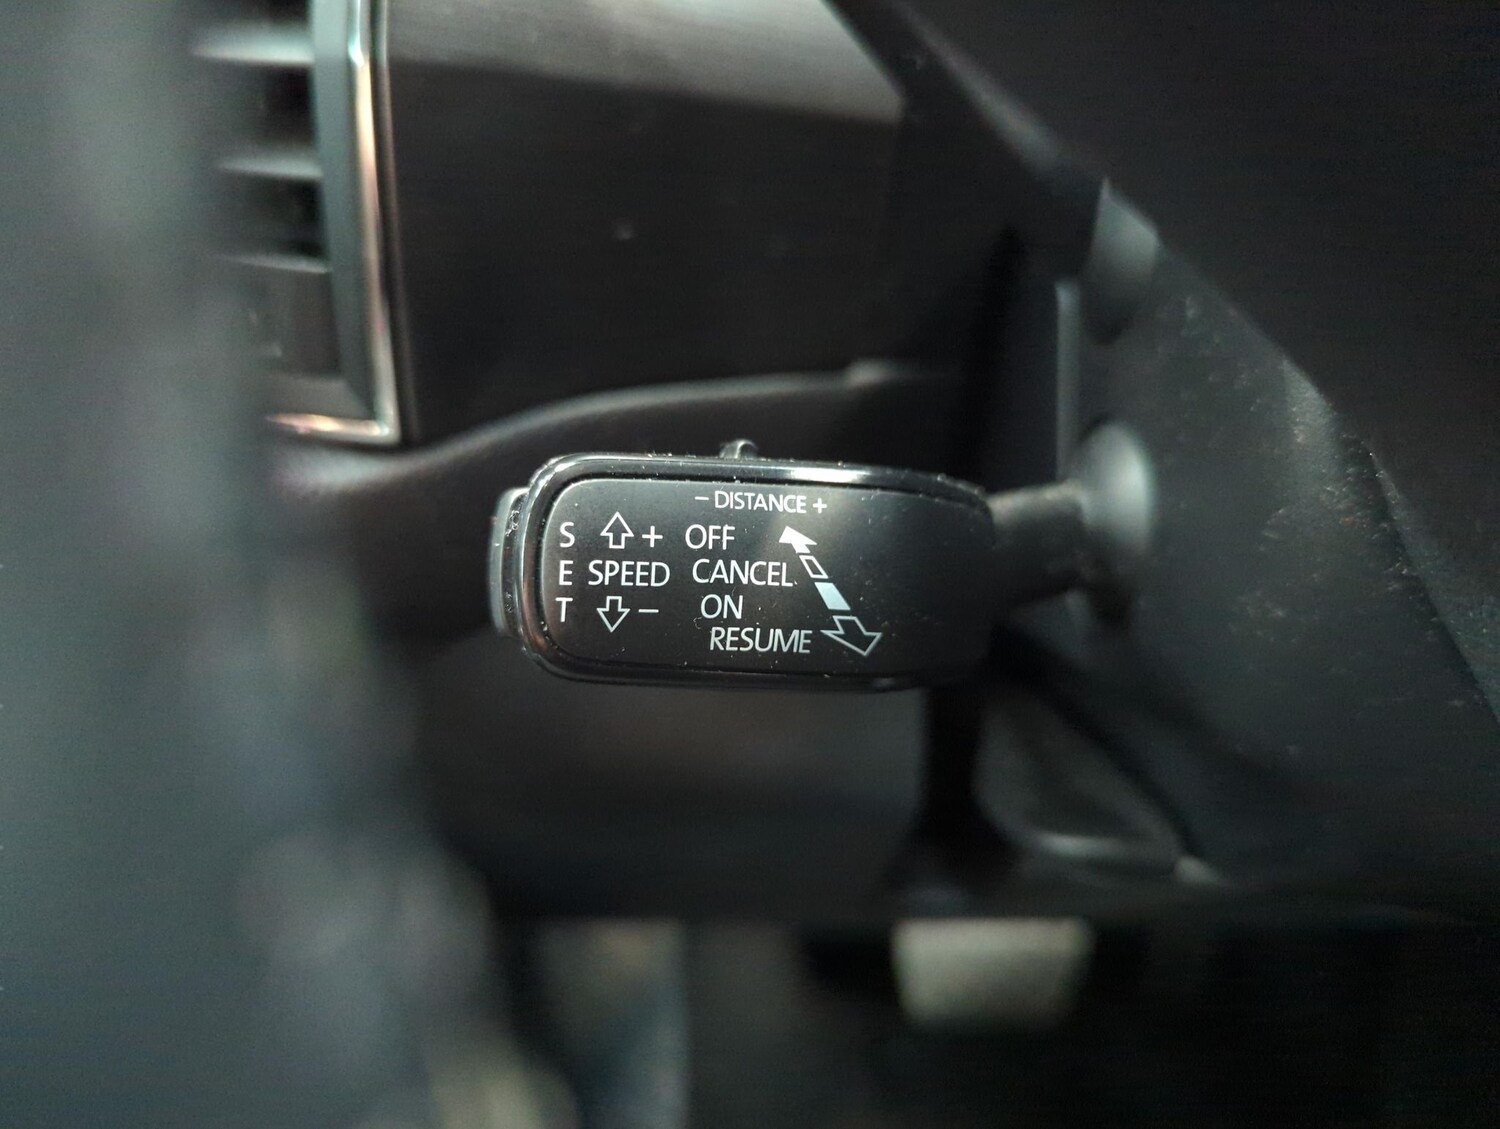 − DISTANCE +
S + OFF
E SPEED CANCEL
T − ON
RESUME